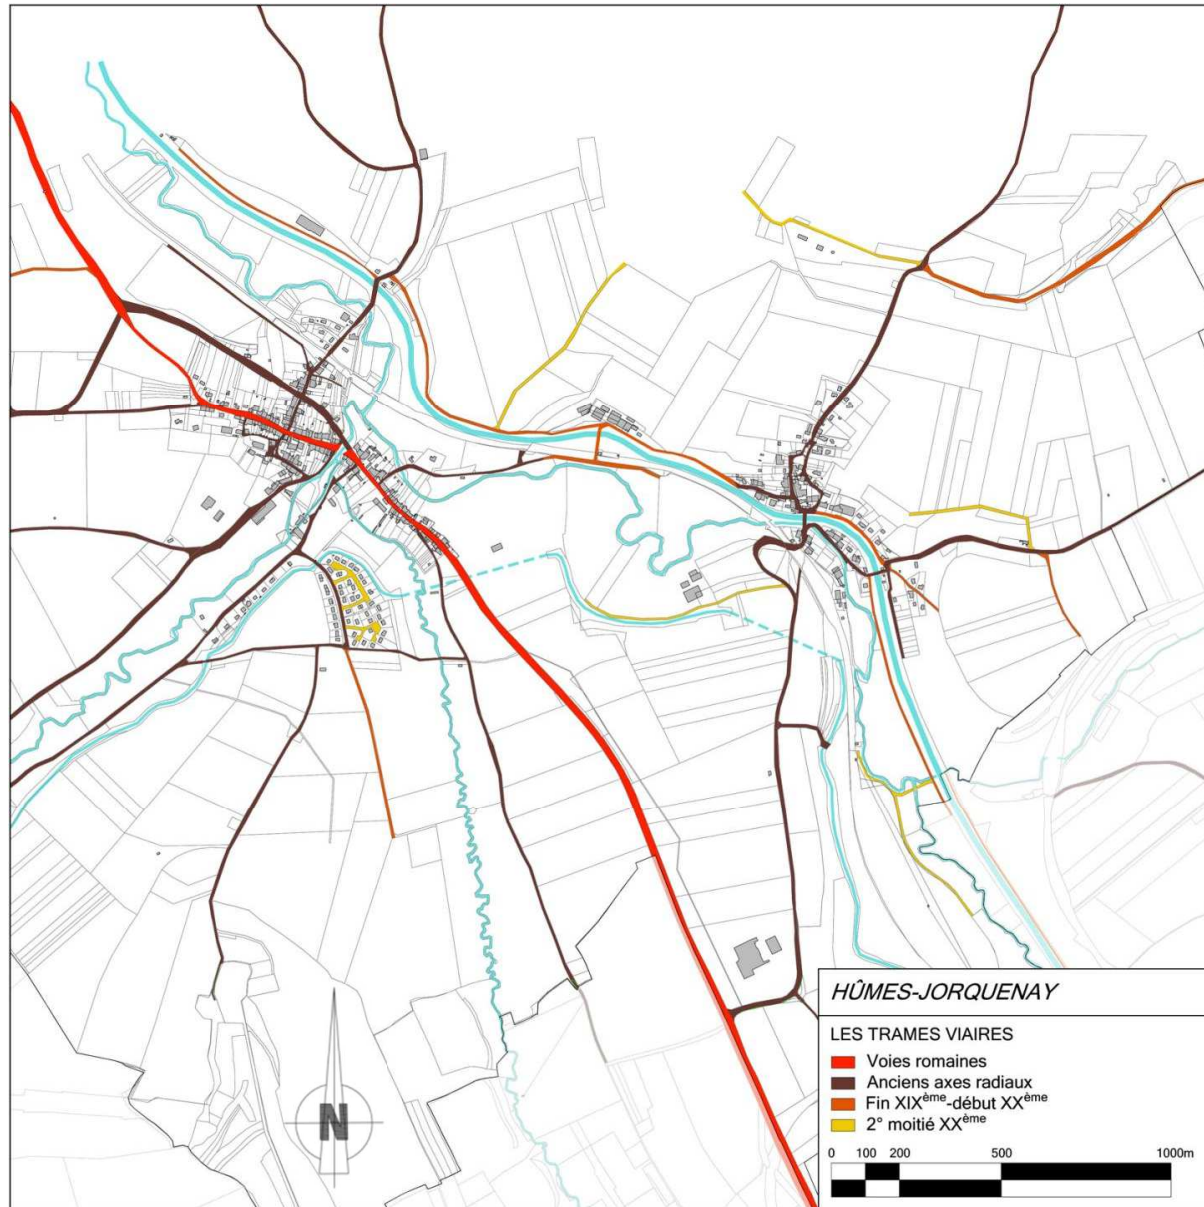 HÛMES-JORQUENAY
LES TRAMES VIAIRES
Voies romaines
Anciens axes radiaux
Fin XIXème-début XXème
2° moitié XXème
0 100 200 500 1000m
N